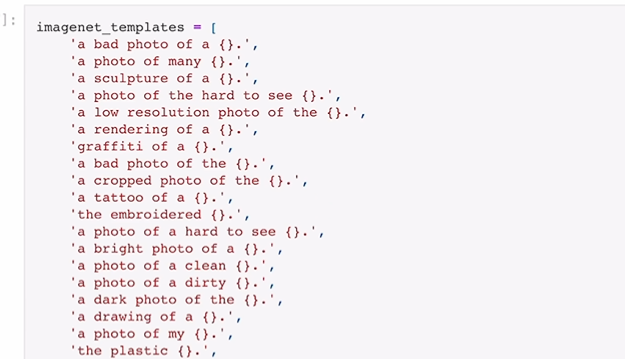 ]:
imagenet_templates = [
'a bad photo of a {}.',
'a photo of many {}.',
'a sculpture of a {}.',
'a photo of the hard to see {}.',
'a low resolution photo of the {}.',
'a rendering of a {}.',
'graffiti of a {}.',
'a bad photo of the {}.',
'a cropped photo of the {}.',
'a tattoo of a {}.',
'the embroidered {}.',
'a photo of a hard to see {}.',
'a bright photo of a {}.',
'a photo of a clean {}.',
'a photo of a dirty {}.',
'a dark photo of the {}.',
'a drawing of a {}.',
'a photo of my {}.',
'the plastic {}.',